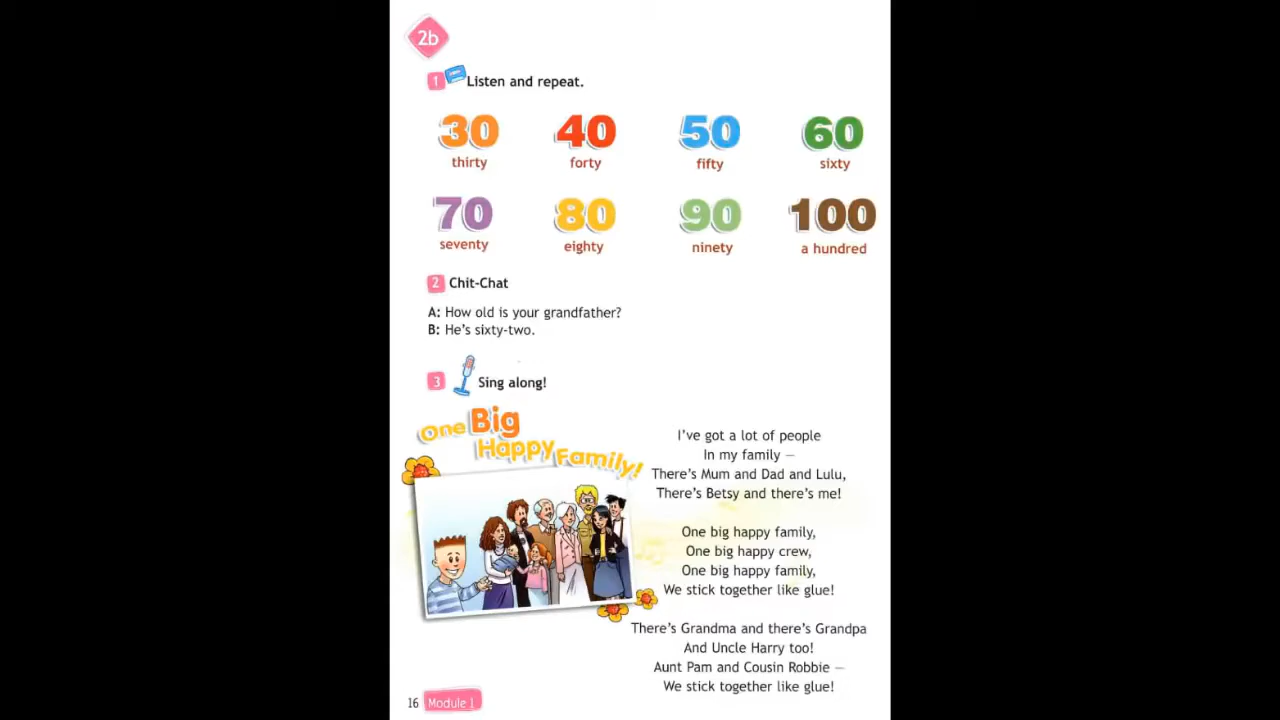 2b
1 Listen and repeat.
30 40 50 60
thirty forty fifty sixty
70 80 90 100
seventy eighty ninety a hundred
2 Chit-Chat
A: How old is your grandfather?
B: He's sixty-two.
3 Sing along!
One Big
Happy Family!
I've got a lot of people
In my family —
There's Mum and Dad and Lulu,
There's Betsy and there's me!
One big happy family,
One big happy crew,
One big happy family,
We stick together like glue!
There's Grandma and there's Grandpa
And Uncle Harry too!
Aunt Pam and Cousin Robbie —
We stick together like glue!
16 Module 1